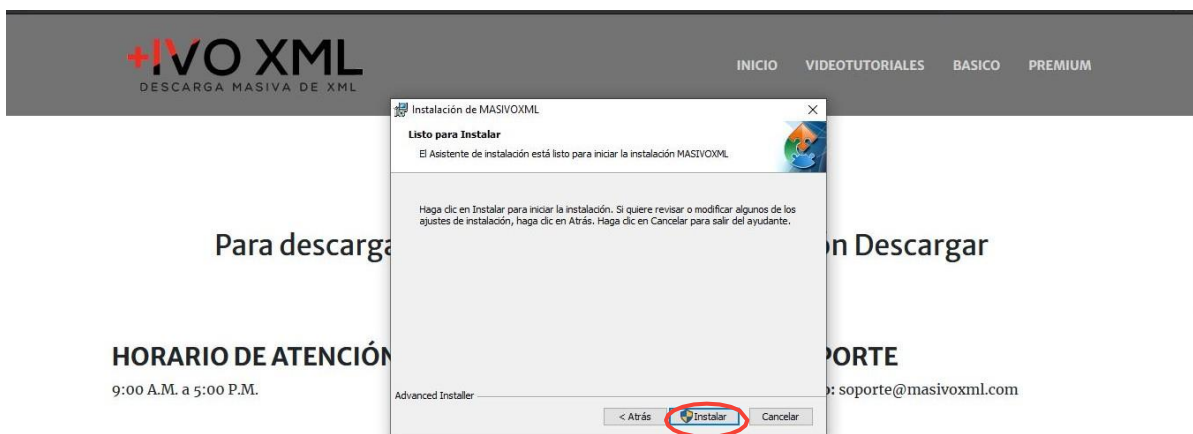 +IVO XML
DESCARGA MASIVA DE XML
INICIO VIDEOTUTORIALES BASICO PREMIUM
Instalación de MASIVOXML
Listo para Instalar
El Asistente de instalación está listo para iniciar la instalación MASIVOXML
Haga clic en Instalar para iniciar la instalación. Si quiere revisar o modificar algunos de los
ajustes de instalación, haga clic en Atrás. Haga clic en Cancelar para salir del ayudante.
Para descarga
ón Descargar
HORARIO DE ATENCIÓN
PORTE
9:00 A.M. a 5:00 P.M.
: soporte@masivoxml.com
Advanced Installer
< Atrás Instalar Cancelar